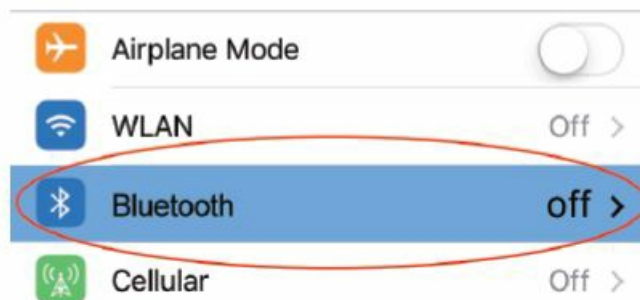 Airplane Mode
WLAN Off >
Bluetooth off >
Cellular Off >